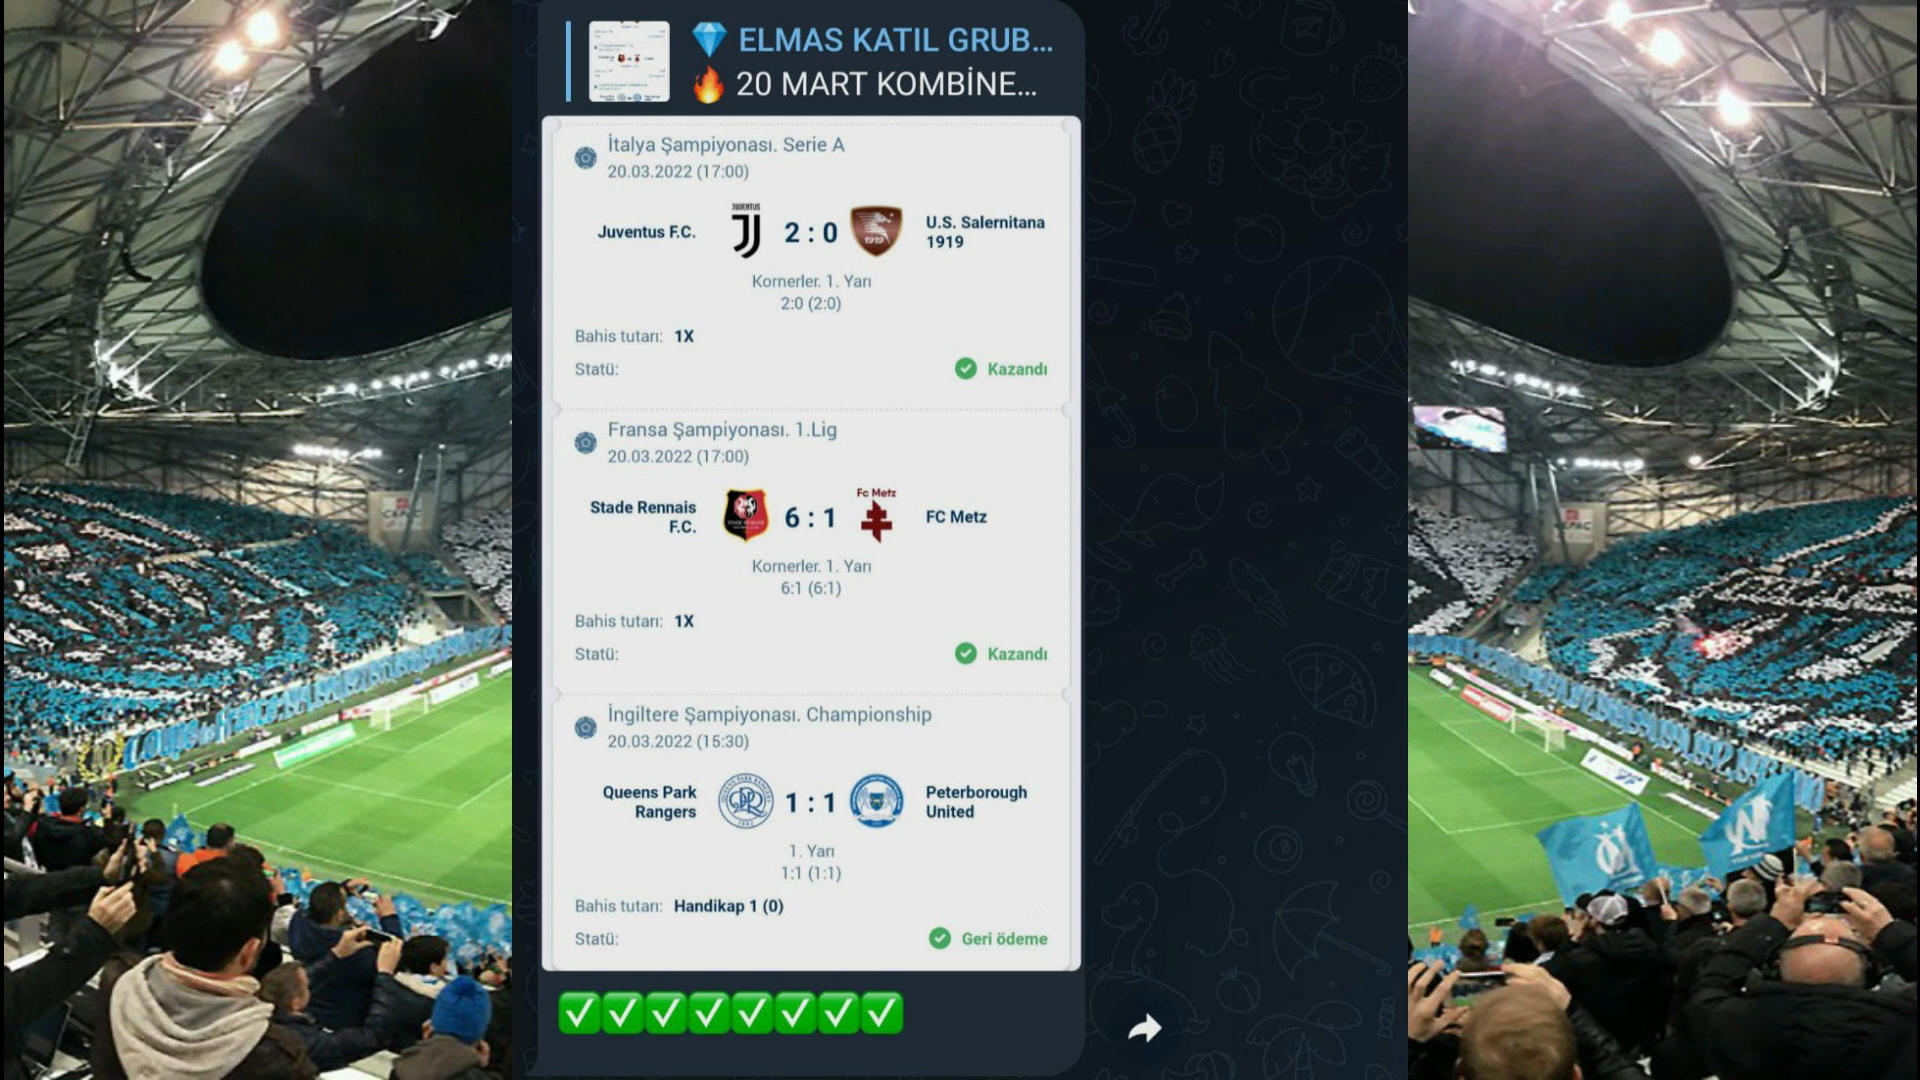 💎 ELMAS KATIL GRUB...
🔥 20 MART KOMBİNE...
İtalya Şampiyonası. Serie A
20.03.2022 (17:00)
Juventus F.C.
JUVENTUS
2 : 0
1919
U.S. Salernitana
1919
Kornerler. 1. Yarı
2:0 (2:0)
Bahis tutarı: 1X
Statü:
Kazandı
Fransa Şampiyonası. 1.Lig
20.03.2022 (17:00)
Stade Rennais
F.C.
6 : 1
Fc Metz
FC Metz
Kornerler. 1. Yarı
6:1 (6:1)
Bahis tutarı: 1X
Statü:
Kazandı
İngiltere Şampiyonası. Championship
20.03.2022 (15:30)
Queens Park
Rangers
1 : 1
Peterborough
United
1. Yarı
1:1 (1:1)
Bahis tutarı: Handikap 1 (0)
Statü:
Geri ödeme
✅✅✅✅✅✅✅✅